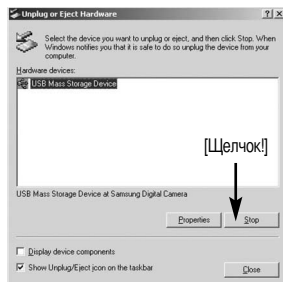 Unplug or Eject Hardware
Select the device you want to unplug or eject, and then click Stop. When
Windows notifies you that it is safe to do so unplug the device from your
computer.
Hardware devices:
USB Mass Storage Device
[Щелчок!]
USB Mass Storage Device at Samsung Digital Camera
Properties Stop
Display device components
Show Unplug/Eject icon on the taskbar
Close